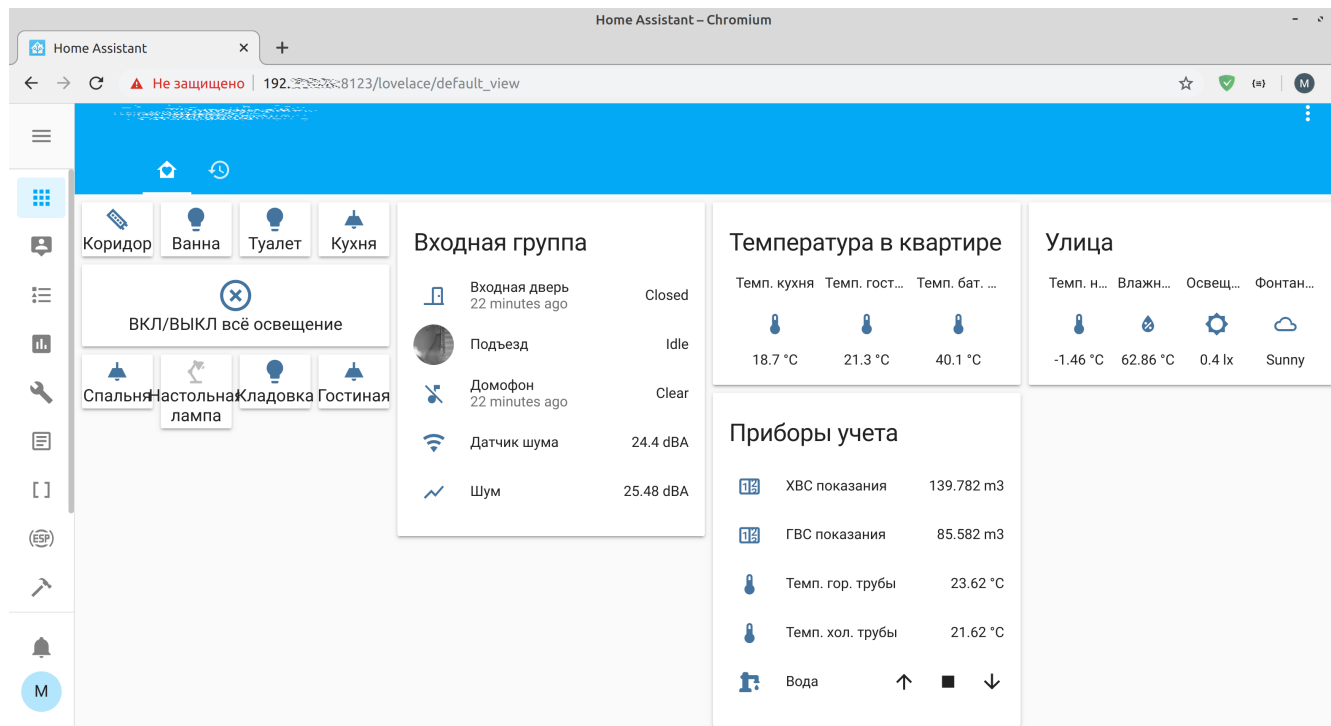 Home Assistant – Chromium
Home Assistant
Не защищено
192.
:8123/lovelace/default_view
{=}
M
Коридор
Ванна
Туалет
Кухня
ВКЛ/ВЫКЛ всё освещение
Спальня
Настольная
лампа
Кладовка
Гостиная
Входная группа
Входная дверь
22 minutes ago
Closed
Подъезд
Idle
Домофон
22 minutes ago
Clear
Датчик шума
24.4 dBA
Шум
25.48 dBA
Температура в квартире
Темп. кухня Темп. гост... Темп. бат. ...
18.7 °C 21.3 °C 40.1 °C
Приборы учета
ХВС показания
139.782 m3
ГВС показания
85.582 m3
Темп. гор. трубы
23.62 °C
Темп. хол. трубы
21.62 °C
Вода
Улица
Темп. н... Влажн... Освещ... Фонтан...
-1.46 °C 62.86 °C 0.4 lx Sunny
(ESP)
M